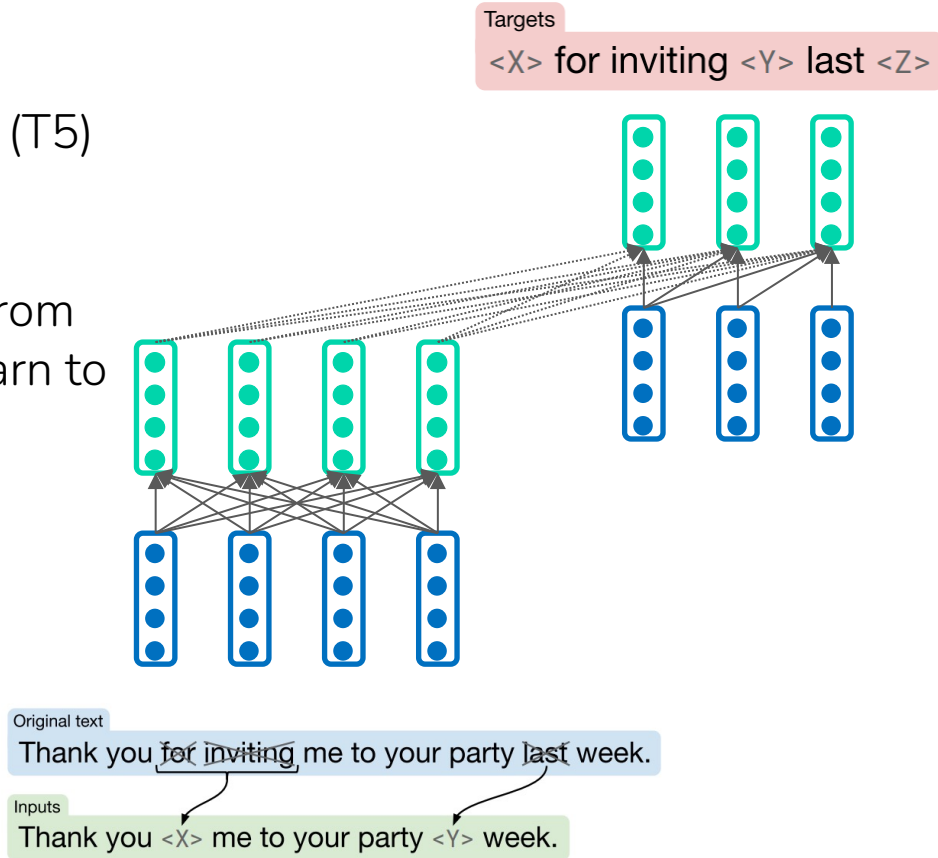 Targets
<X> for inviting <Y> last <Z>
(T5)
rom
arn to
Original text
Thank you for inviting me to your party last week.
Inputs
Thank you <X> me to your party <Y> week.